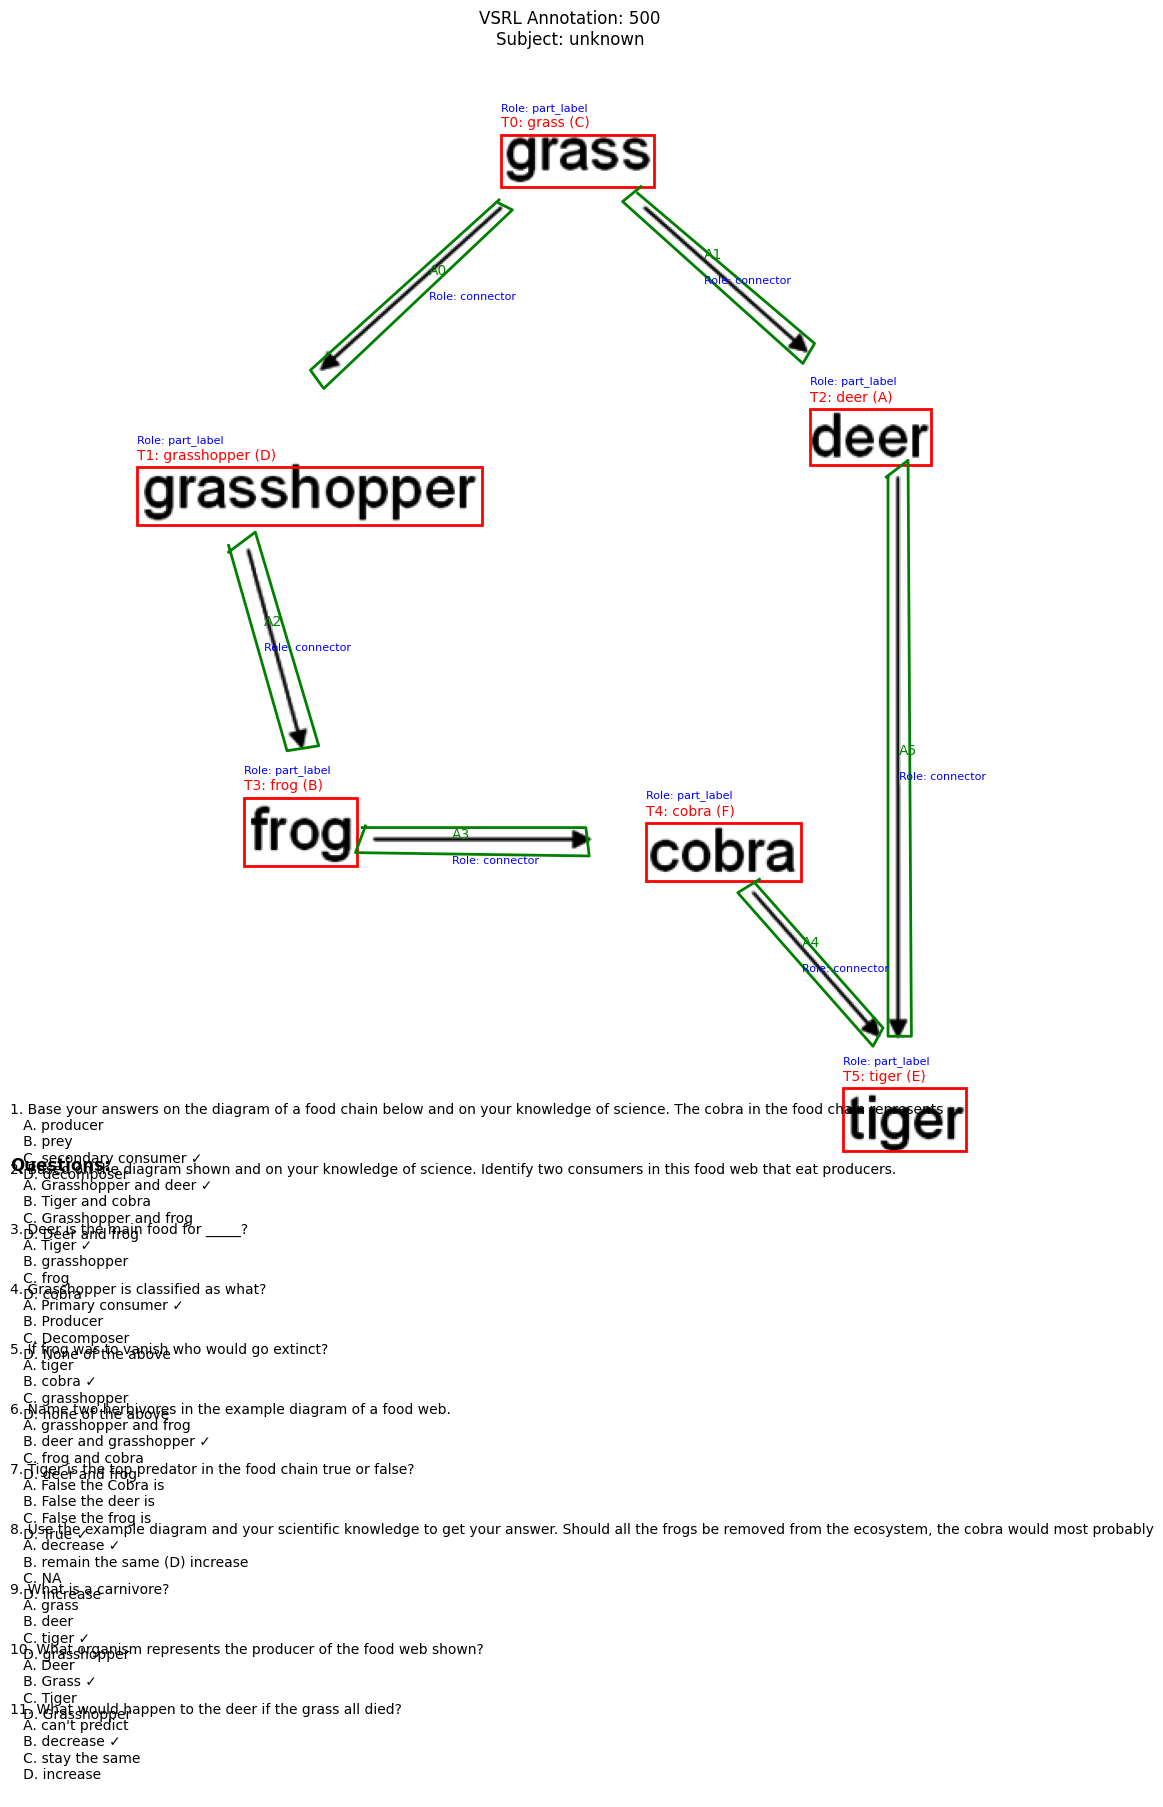 VSRL Annotation: 500
Subject: unknown
Role: part_label
T0: grass (C)
grass
A0
Role: connector
A1
Role: connector
Role: part_label
T2: deer (A)
deer
Role: part_label
T1: grasshopper (D)
grasshopper
A2
Role: connector
A5
Role: connector
Role: part_label
T3: frog (B)
frog
A3
Role: connector
Role: part_label
T4: cobra (F)
cobra
A4
Role: connector
Role: part_label
T5: tiger (E)
tiger
Questions:
1. Base your answers on the diagram of a food chain below and on your knowledge of science. The cobra in the food chain represents
A. producer
B. prey
C. secondary consumer ✓
D. decomposer
2. Based on the diagram shown and on your knowledge of science. Identify two consumers in this food web that eat producers.
A. Grasshopper and deer ✓
B. Tiger and cobra
C. Grasshopper and frog
D. Deer and frog
3. Deer is the main food for _____?
A. Tiger ✓
B. grasshopper
C. frog
D. cobra
4. Grasshopper is classified as what?
A. Primary consumer ✓
B. Producer
C. Decomposer
D. None of the above
5. If frog was to vanish who would go extinct?
A. tiger
B. cobra ✓
C. grasshopper
D. none of the above
6. Name two herbivores in the example diagram of a food web.
A. grasshopper and frog
B. deer and grasshopper ✓
C. frog and cobra
D. deer and frog
7. Tiger is the top predator in the food chain true or false?
A. False the Cobra is
B. False the deer is
C. False the frog is
D. True ✓
8. Use the example diagram and your scientific knowledge to get your answer. Should all the frogs be removed from the ecosystem, the cobra would most probably
A. decrease ✓
B. remain the same (D) increase
C. NA
D. increase
9. What is a carnivore?
A. grass
B. deer
C. tiger ✓
D. grasshopper
10. What organism represents the producer of the food web shown?
A. Deer
B. Grass ✓
C. Tiger
D. Grasshopper
11. What would happen to the deer if the grass all died?
A. can't predict
B. decrease ✓
C. stay the same
D. increase